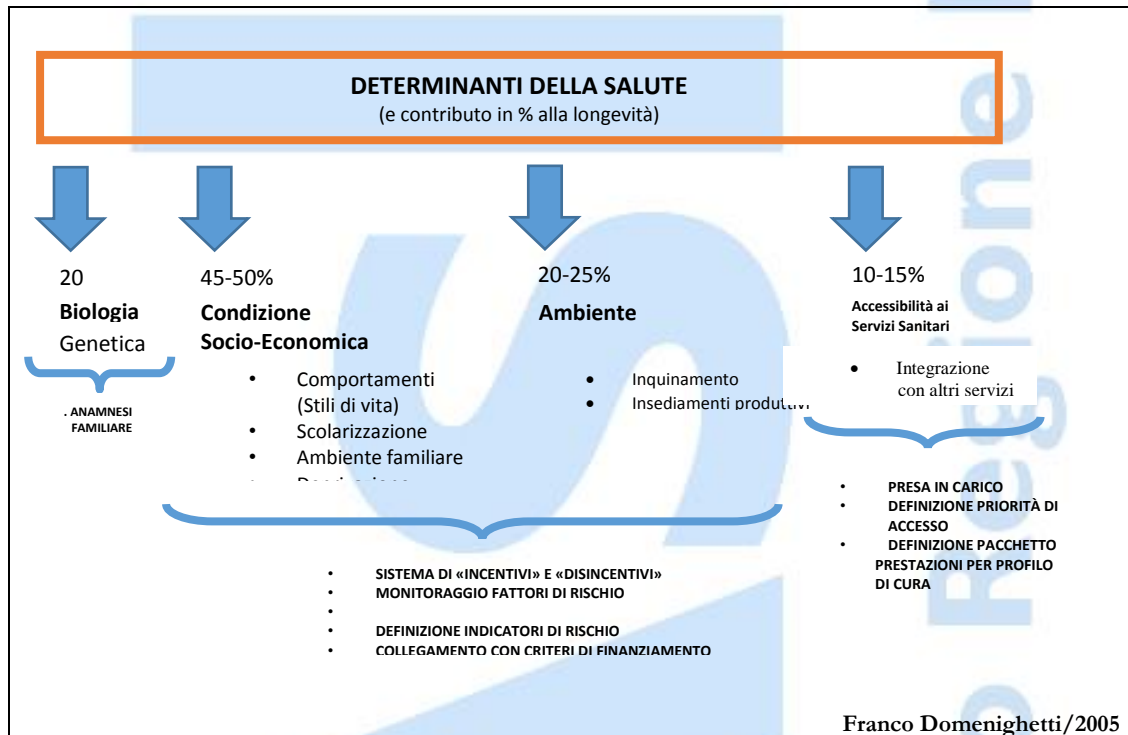 DETERMINANTI DELLA SALUTE
(e contributo in % alla longevità)
20
Biologia
Genetica
. ANAMNESI
FAMILIARE
45-50%
Condizione
Socio-Economica
• Comportamenti
(Stili di vita)
• Scolarizzazione
• Ambiente familiare
20-25%
Ambiente
• Inquinamento
• Insediamenti produttivi
• SISTEMA DI «INCENTIVI» E «DISINCENTIVI»
• MONITORAGGIO FATTORI DI RISCHIO
•
• DEFINIZIONE INDICATORI DI RISCHIO
• COLLEGAMENTO CON CRITERI DI FINANZIAMENTO
10-15%
Accessibilità ai
Servizi Sanitari
• Integrazione
con altri servizi
• PRESA IN CARICO
• DEFINIZIONE PRIORITÀ DI
ACCESSO
• DEFINIZIONE PACCHETTO
PRESTAZIONI PER PROFILO
DI CURA
Franco Domenighetti/2005
Regione